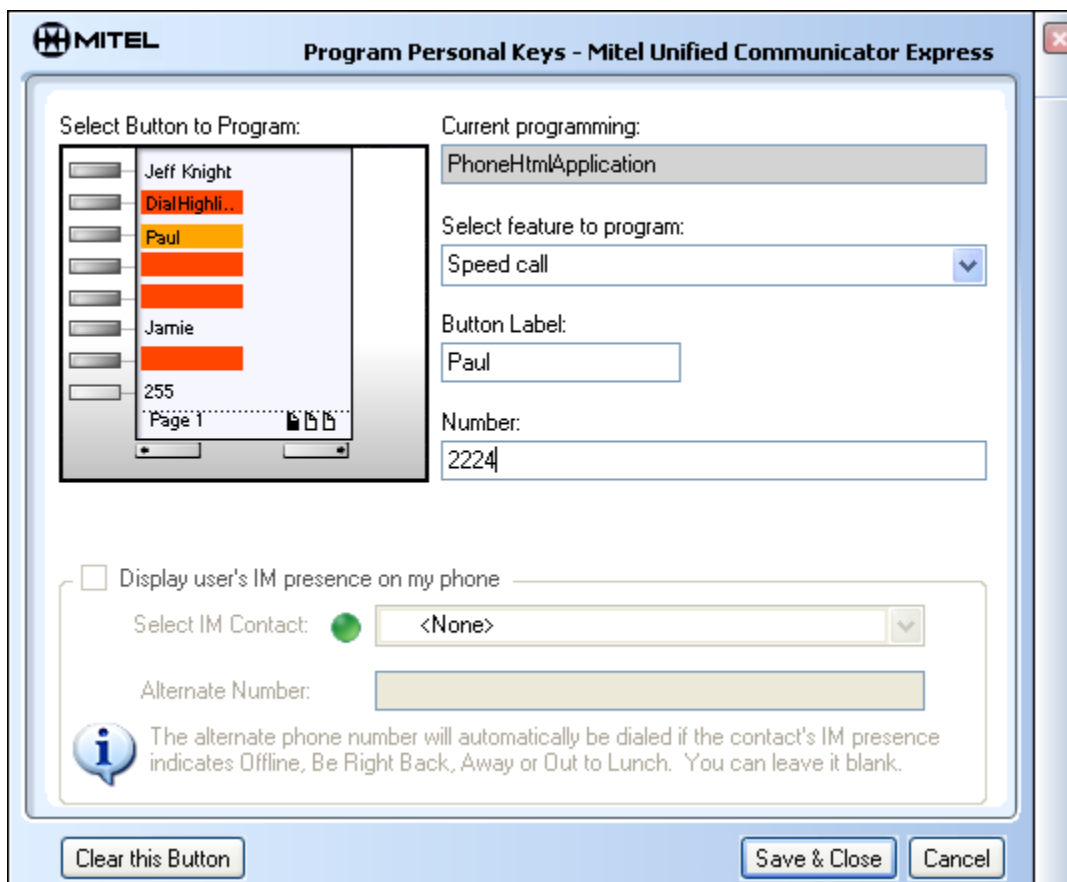 MITEL
Program Personal Keys - Mitel Unified Communicator Express
Select Button to Program:
Jeff Knight
DialHighli..
Paul
Jamie
255
Page 1
Current programming:
PhoneHtmlApplication
Select feature to program:
Speed call
Button Label:
Paul
Number:
2224
Display user's IM presence on my phone
Select IM Contact:
<None>
Alternate Number:
The alternate phone number will automatically be dialed if the contact's IM presence
indicates Offline, Be Right Back, Away or Out to Lunch.  You can leave it blank.
Clear this Button
Save & Close
Cancel